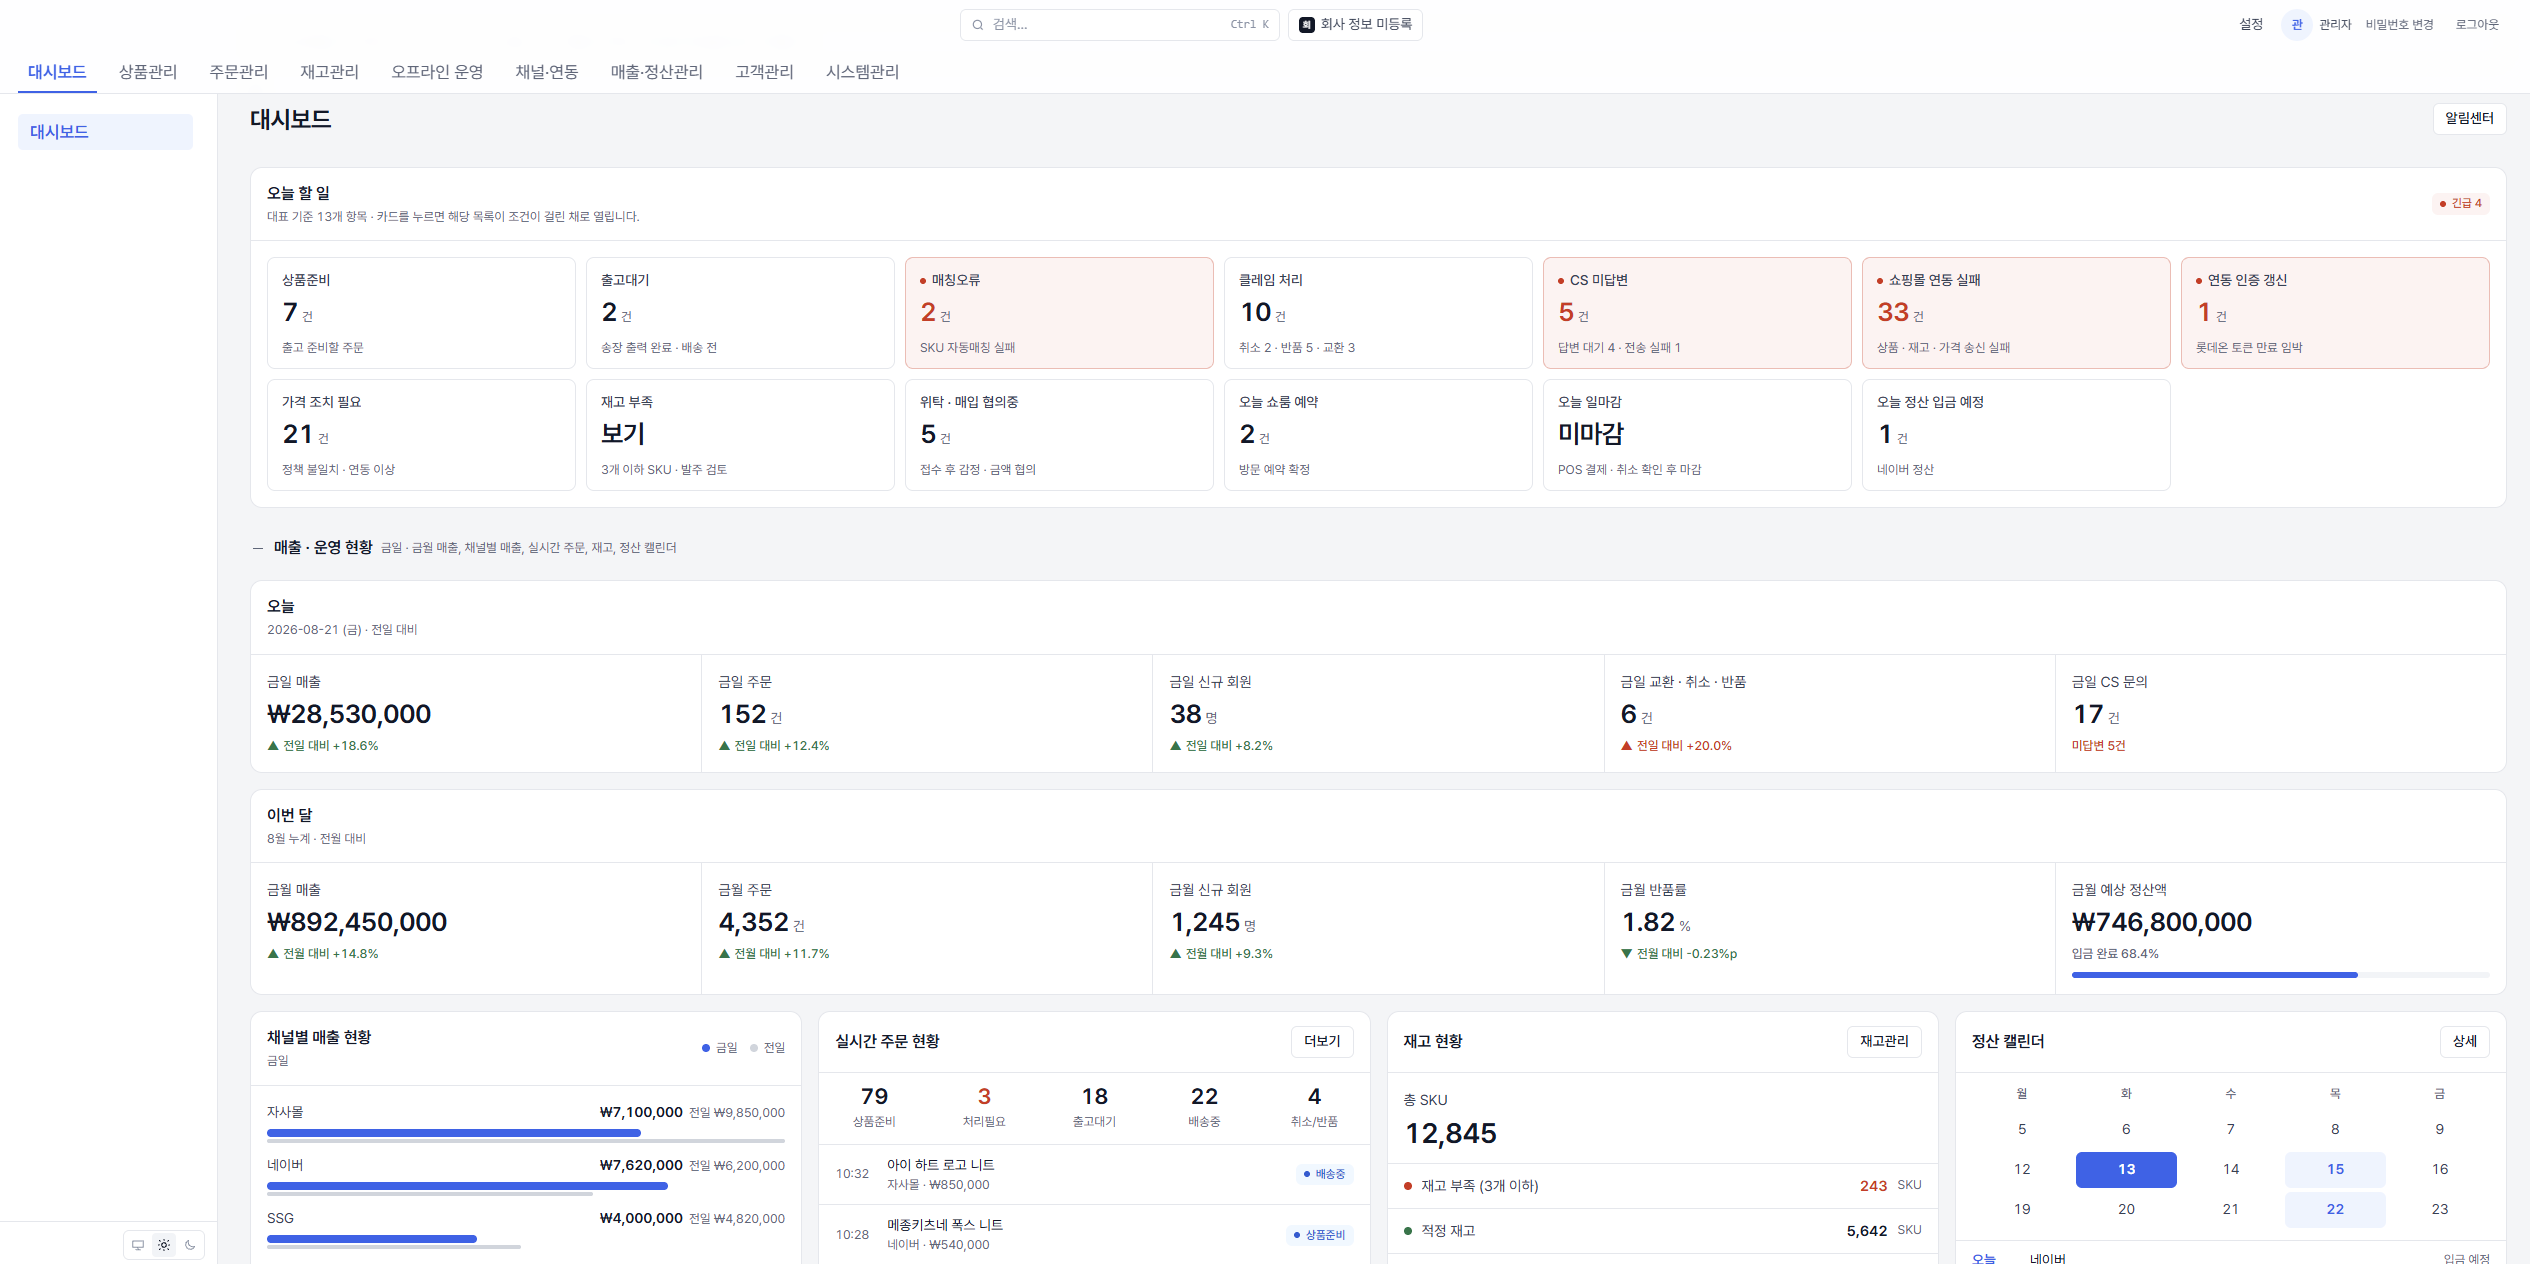 검색...
Ctrl K
회 회사 정보 미등록
설정
관 관리자
비밀번호 변경
로그아웃
대시보드
상품관리
주문관리
재고관리
오프라인 운영
채널·연동
매출·정산관리
고객관리
시스템관리
대시보드
대시보드
알림센터
오늘 할 일
대표 기준 13개 항목 · 카드를 누르면 해당 목록이 조건이 걸린 채로 열립니다.
긴급 4
상품준비
7 건
출고 준비할 주문
출고대기
2 건
송장 출력 완료 · 배송 전
매칭오류
2 건
SKU 자동매칭 실패
클레임 처리
10 건
취소 2 · 반품 5 · 교환 3
CS 미답변
5 건
답변 대기 4 · 전송 실패 1
쇼핑몰 연동 실패
33 건
상품 · 재고 · 가격 송신 실패
연동 인증 갱신
1 건
롯데온 토큰 만료 임박
가격 조치 필요
21 건
정책 불일치 · 연동 이상
재고 부족
보기
3개 이하 SKU · 발주 검토
위탁 · 매입 협의중
5 건
접수 후 감정 · 금액 협의
오늘 쇼룸 예약
2 건
방문 예약 확정
오늘 일마감
미마감
POS 결제 · 취소 확인 후 마감
오늘 정산 입금 예정
1 건
네이버 정산
매출 · 운영 현황 금일 · 금월 매출, 채널별 매출, 실시간 주문, 재고, 정산 캘린더
오늘
2026-08-21 (금) · 전일 대비
금일 매출
₩28,530,000
▲ 전일 대비 +18.6%
금일 주문
152 건
▲ 전일 대비 +12.4%
금일 신규 회원
38 명
▲ 전일 대비 +8.2%
금일 교환 · 취소 · 반품
6 건
▲ 전일 대비 +20.0%
금일 CS 문의
17 건
미답변 5건
이번 달
8월 누계 · 전월 대비
금월 매출
₩892,450,000
▲ 전월 대비 +14.8%
금월 주문
4,352 건
▲ 전월 대비 +11.7%
금월 신규 회원
1,245 명
▲ 전월 대비 +9.3%
금월 반품률
1.82 %
▼ 전월 대비 -0.23%p
금월 예상 정산액
₩746,800,000
입금 완료 68.4%
채널별 매출 현황
금일
금일 전일
자사몰 ₩7,100,000 전일 ₩9,850,000
네이버 ₩7,620,000 전일 ₩6,200,000
SSG ₩4,000,000 전일 ₩4,820,000
실시간 주문 현황
더보기
79 3 18 22 4
상품준비 처리필요 출고대기 배송중 취소/반품
10:32 아이 하트 로고 니트
자사몰 · ₩850,000
배송중
10:28 메종키츠네 폭스 니트
네이버 · ₩540,000
상품준비
재고 현황
재고관리
총 SKU
12,845
재고 부족 (3개 이하) 243 SKU
적정 재고 5,642 SKU
정산 캘린더
상세
월 화 수 목 금
5 6 7 8 9
12 13 14 15 16
19 20 21 22 23
오늘 네이버 입금 예정